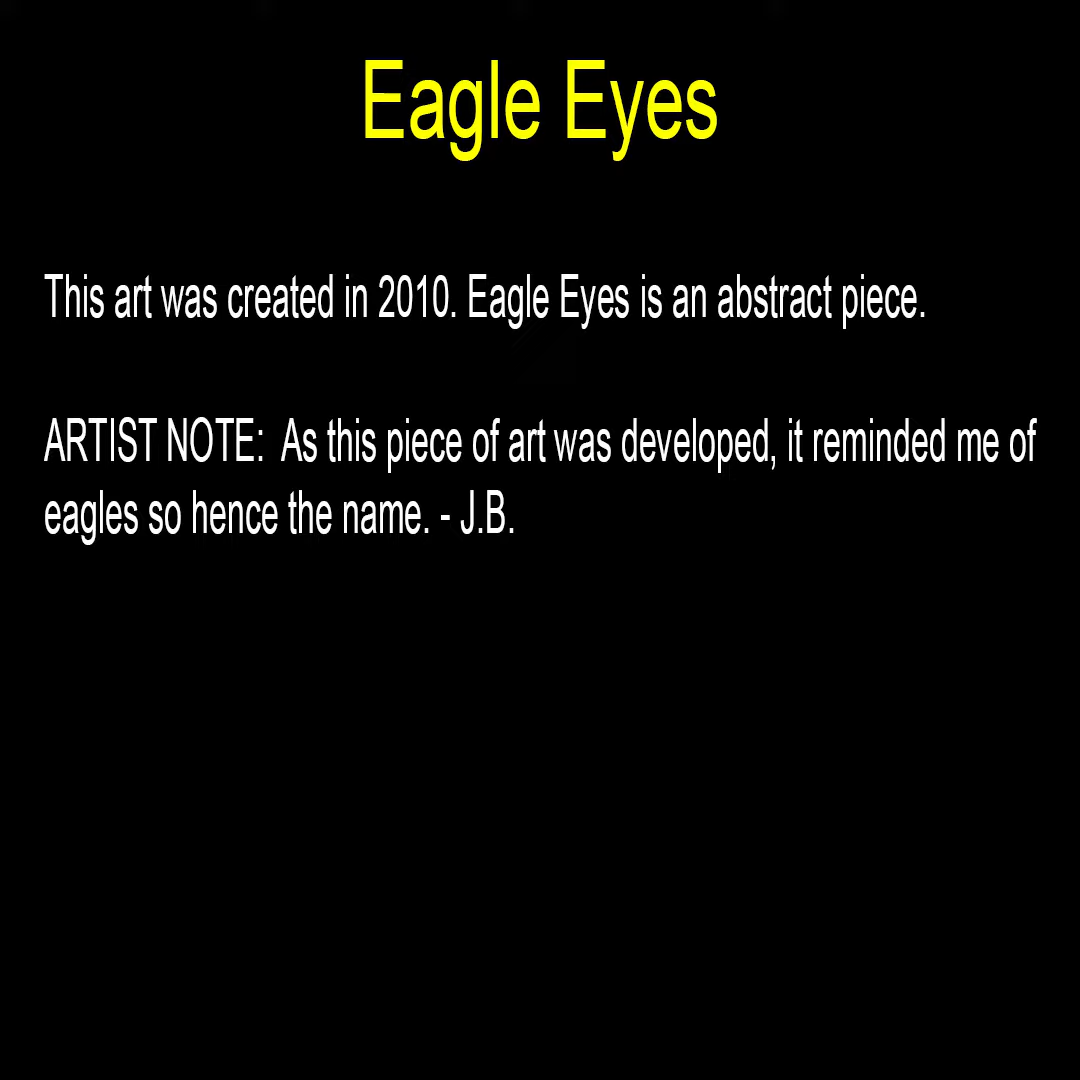 Eagle Eyes
This art was created in 2010. Eagle Eyes is an abstract piece.
ARTIST NOTE:  As this piece of art was developed, it reminded me of
eagles so hence the name. - J.B.